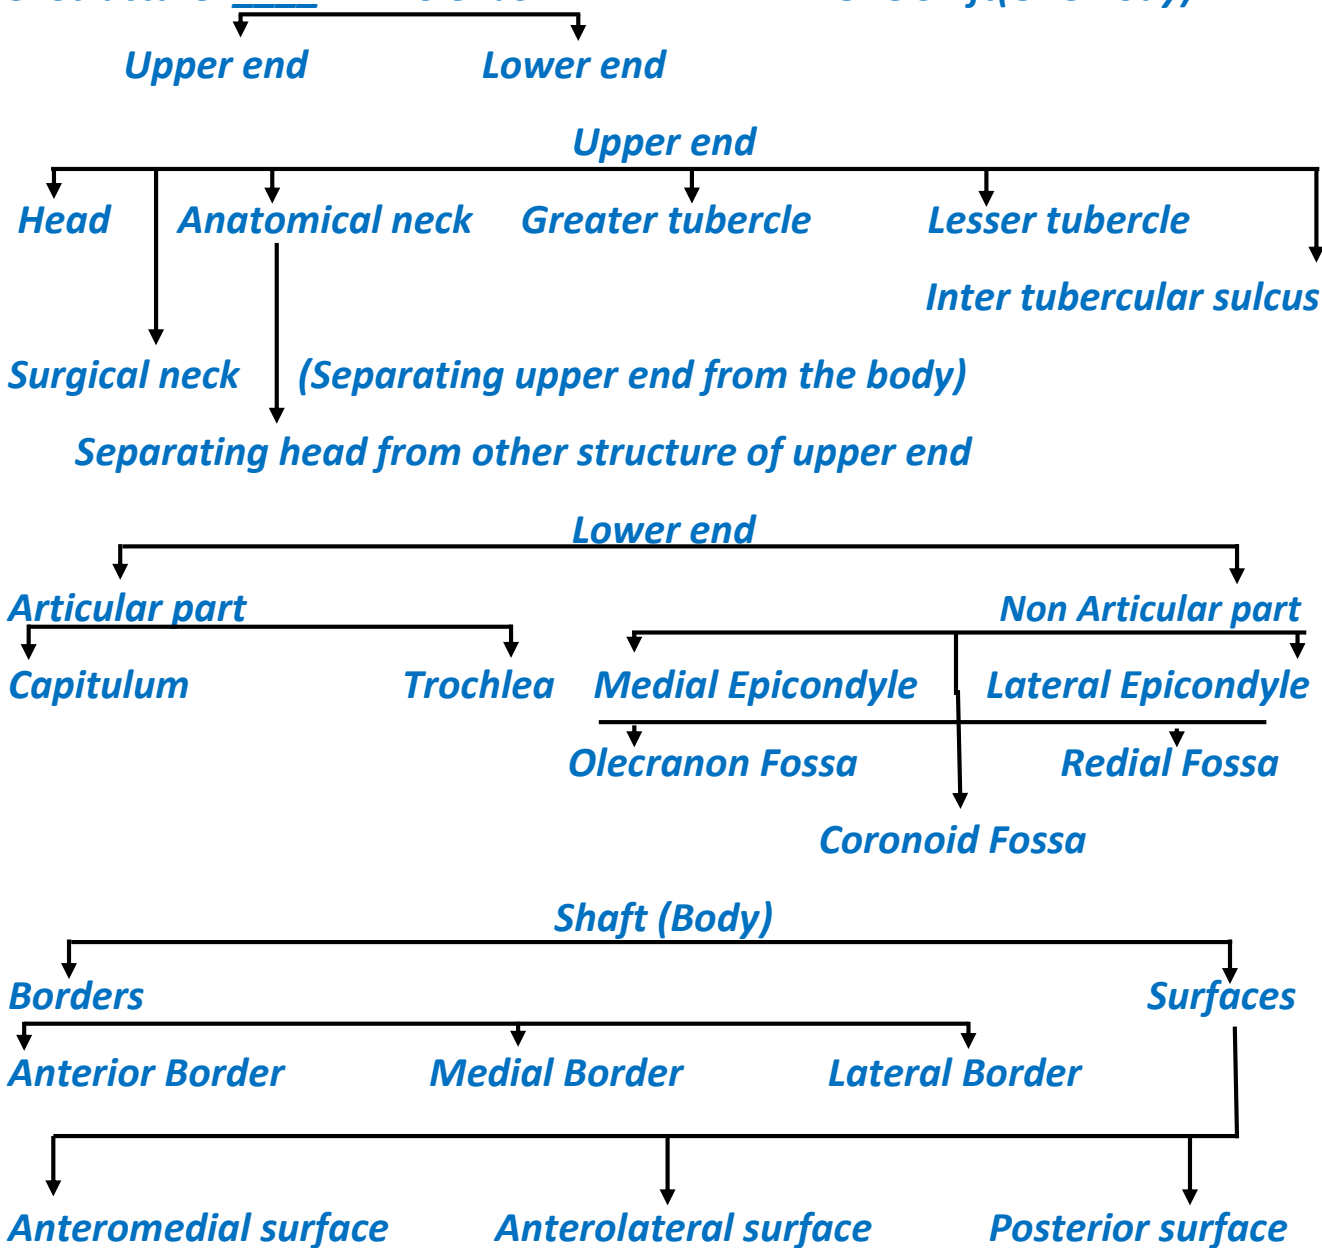 Upper end Lower end
Upper end
Head Anatomical neck Greater tubercle Lesser tubercle
Inter tubercular sulcus
Surgical neck (Separating upper end from the body)
Separating head from other structure of upper end
Lower end
Articular part Non Articular part
Capitulum Trochlea Medial Epicondyle Lateral Epicondyle
Olecranon Fossa Redial Fossa
Coronoid Fossa
Shaft (Body)
Borders Surfaces
Anterior Border Medial Border Lateral Border
Anteromedial surface Anterolateral surface Posterior surface